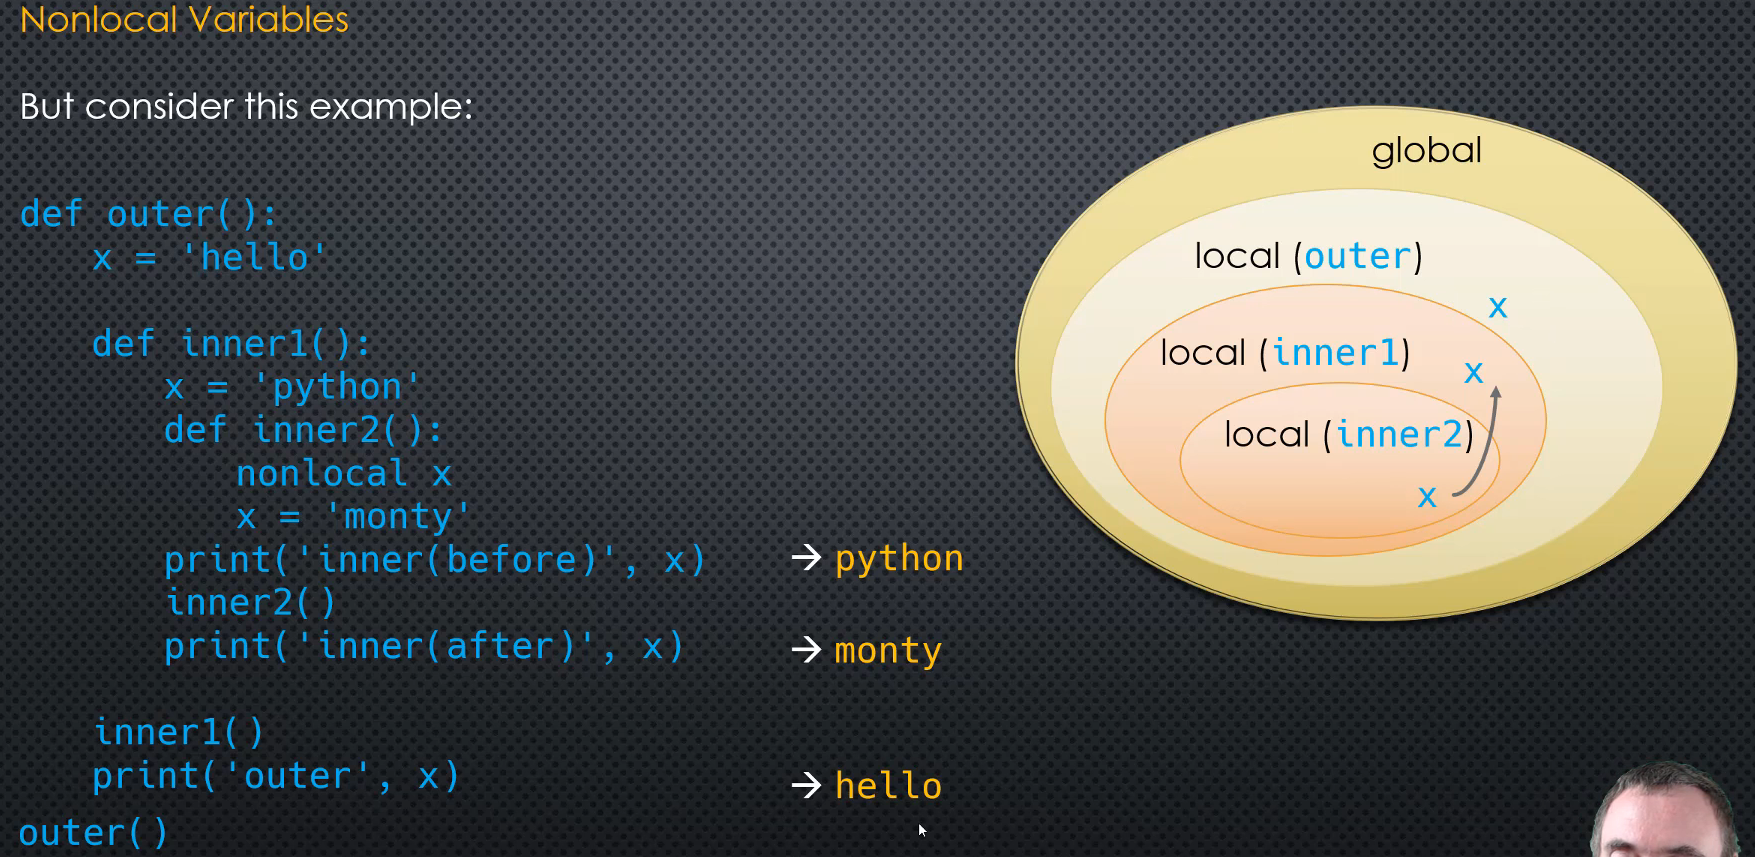 Nonlocal Variables
But consider this example:
def outer():
    x = 'hello'
    def inner1():
        x = 'python'
        def inner2():
            nonlocal x
            x = 'monty'
        print('inner(before)', x) → python
        inner2()
        print('inner(after)', x) → monty
    inner1()
    print('outer', x) → hello
outer()
global
local (outer)
x
local (inner1)
x
local (inner2)
x